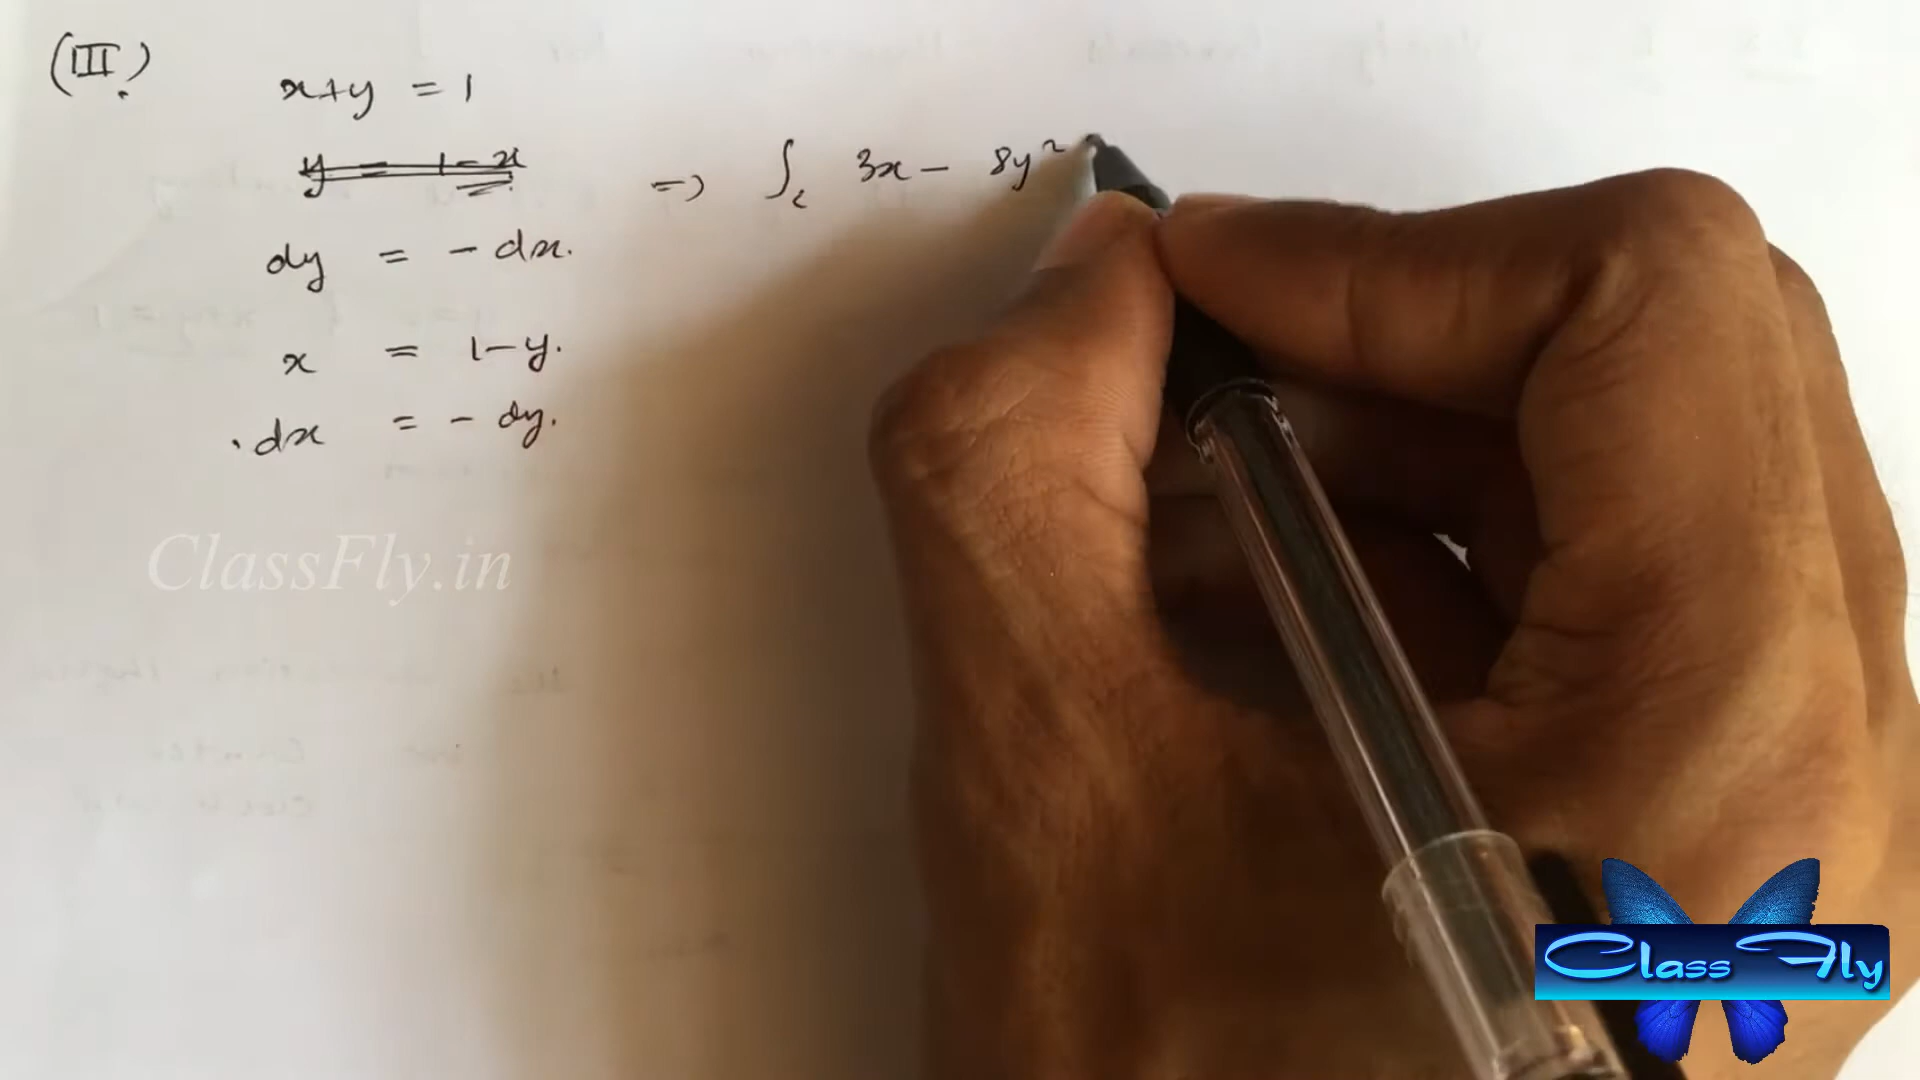 (III.)
x+y = 1
y = 1-x
=> ∫c 3x - 8y²
dy = - dx.
x = 1-y.
dx = - dy.
ClassFly.in
Class Fly